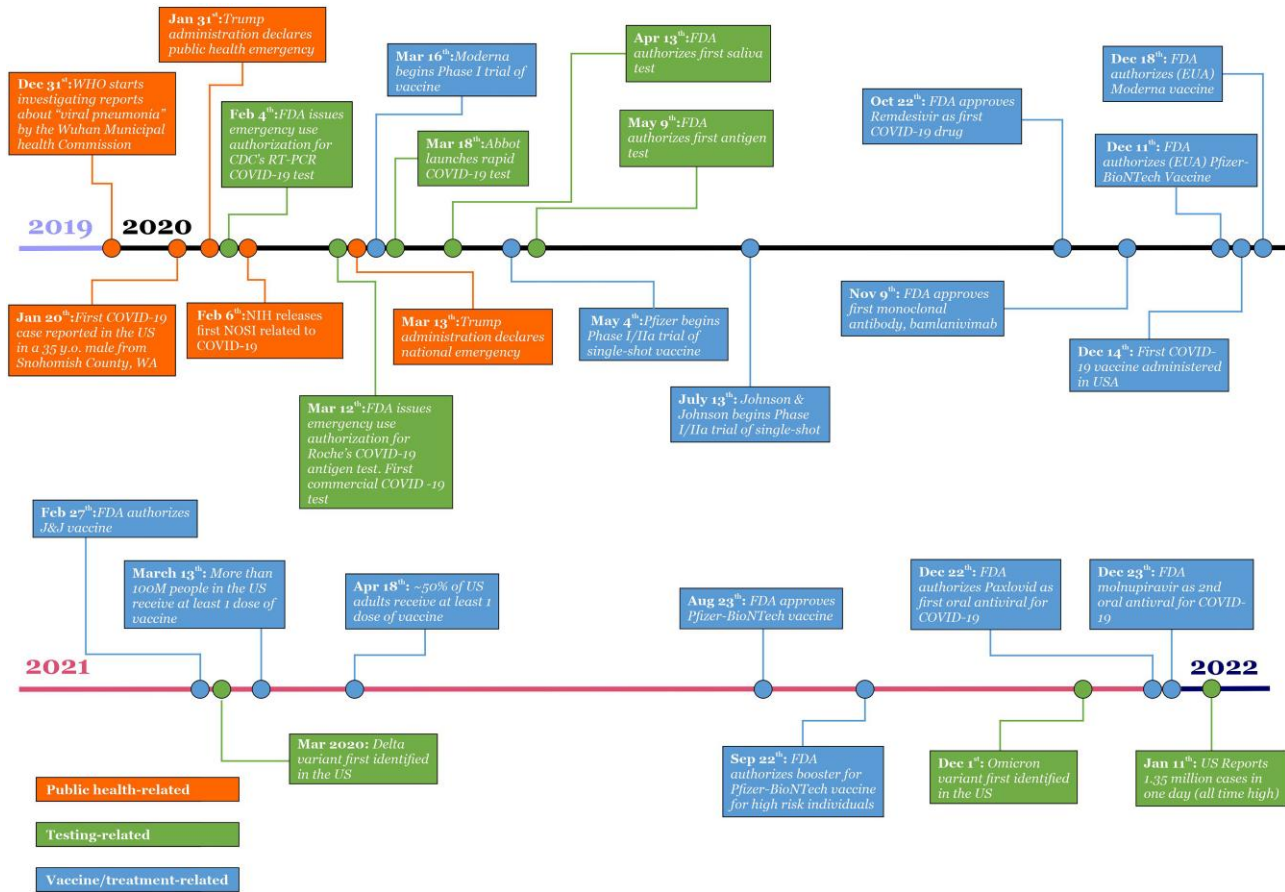 Jan 31st:Trump
administration declares
public health emergency
Dec 31st:WHO starts
investigating reports
about “viral pneumonia”
by the Wuhan Municipal
health Commission
Feb 4th:FDA issues
emergency use
authorization for
CDC's RT-PCR
COVID-19 test
Mar 16th:Moderna
begins Phase I trial of
vaccine
Mar 18th:Abbot
launches rapid
COVID-19 test
Apr 13th:FDA
authorizes first saliva
test
May 9th:FDA
authorizes first
antigen test
Oct 22th: FDA approves
Remdesivir as first
COVID-19 drug
Dec 18th: FDA
authorizes (EUA)
Moderna vaccine
Dec 11th: FDA
authorizes (EUA) Pfizer-
BioNTech Vaccine
2019
2020
Jan 20th:First COVID-19
case reported in the US
in a 35 y.o. male from
Snohomish County, WA
Feb 6th:NIH releases
first NOSI related to
COVID-19
Mar 12th:FDA issues
emergency use
authorization for
Roche's COVID-19
antigen test. First
commercial COVID -19
test
Mar 13th:Trump
administration declares
national emergency
May 4th:Pfizer begins
Phase I/IIa trial of
single-shot vaccine
July 13th: Johnson &
Johnson begins Phase
I/IIa trial of single-shot
Nov 9th: FDA approves
first monoclonal
antibody, bamlanivimab
Dec 14th: First COVID-
19 vaccine administered
in USA
Feb 27th:FDA authorizes
J&J vaccine
March 13th: More than
100M people in the US
receive at least 1 dose of
vaccine
Apr 18th: ~50% of US
adults receive at least 1
dose of vaccine
Aug 23th: FDA approves
Pfizer-BioNTech vaccine
Dec 22th: FDA
authorizes Paxlovid as
first oral antiviral for
COVID-19
Dec 23th: FDA
molnupiravir as 2nd
oral antivral for COVID-
19
2021
2022
Mar 2020: Delta
variant first identified
in the US
Sep 22th: FDA
authorizes booster for
Pfizer-BioNTech vaccine
for high risk individuals
Dec 1st: Omicron
variant first identified
in the US
Jan 11th: US Reports
1.35 million cases in
one day (all time high)
Public health-related
Testing-related
Vaccine/treatment-related